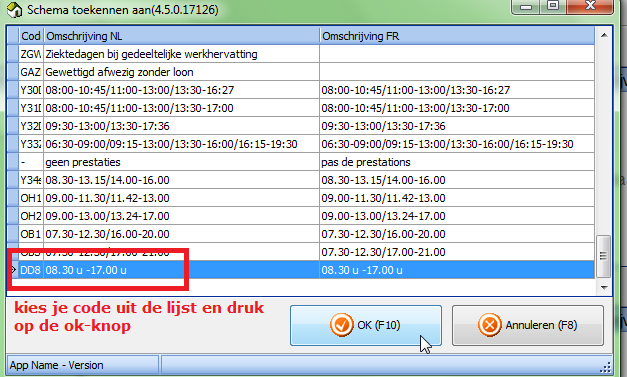 Schema toekennen aan(4.5.0.17126)
Cod Omschrijving NL Omschrijving FR
ZGW Ziektedagen bij gedeeltelijke werkhervatting
GAZ Gewettigd afwezig zonder loon
Y30D 08:00-10:45/11:00-13:00/13:30-16:27 08:00-10:45/11:00-13:00/13:30-16:27
Y31D 08:00-10:45/11:00-13:00/13:30-17:00 08:00-10:45/11:00-13:00/13:30-17:00
Y32D 09:30-13:00/13:30-17:36 09:30-13:00/13:30-17:36
Y33Z 06:30-09:00/09:15-13:00/13:30-16:00/16:15-19:30 06:30-09:00/09:15-13:00/13:30-16:00/16:15-19:30
- geen prestaties pas de prestations
Y34e 08.30-13.15/14.00-16.00 08.30-13.15/14.00-16.00
OH1 09.00-11.30/11.42-13.00 09.00-11.30/11.42-13.00
OH2 09.00-13.00/13.24-17.00 09.00-13.00/13.24-17.00
OB1 07.30-12.30/16.00-20.00 07.30-12.30/16.00-20.00
07.30-12.30/17.00-21.00 07.30-12.30/17.00-21.00
DD8 08.30 u -17.00 u 08.30 u -17.00 u
kies je code uit de lijst en druk
op de ok-knop
OK (F10) Annuleren (F8)
App Name - Version